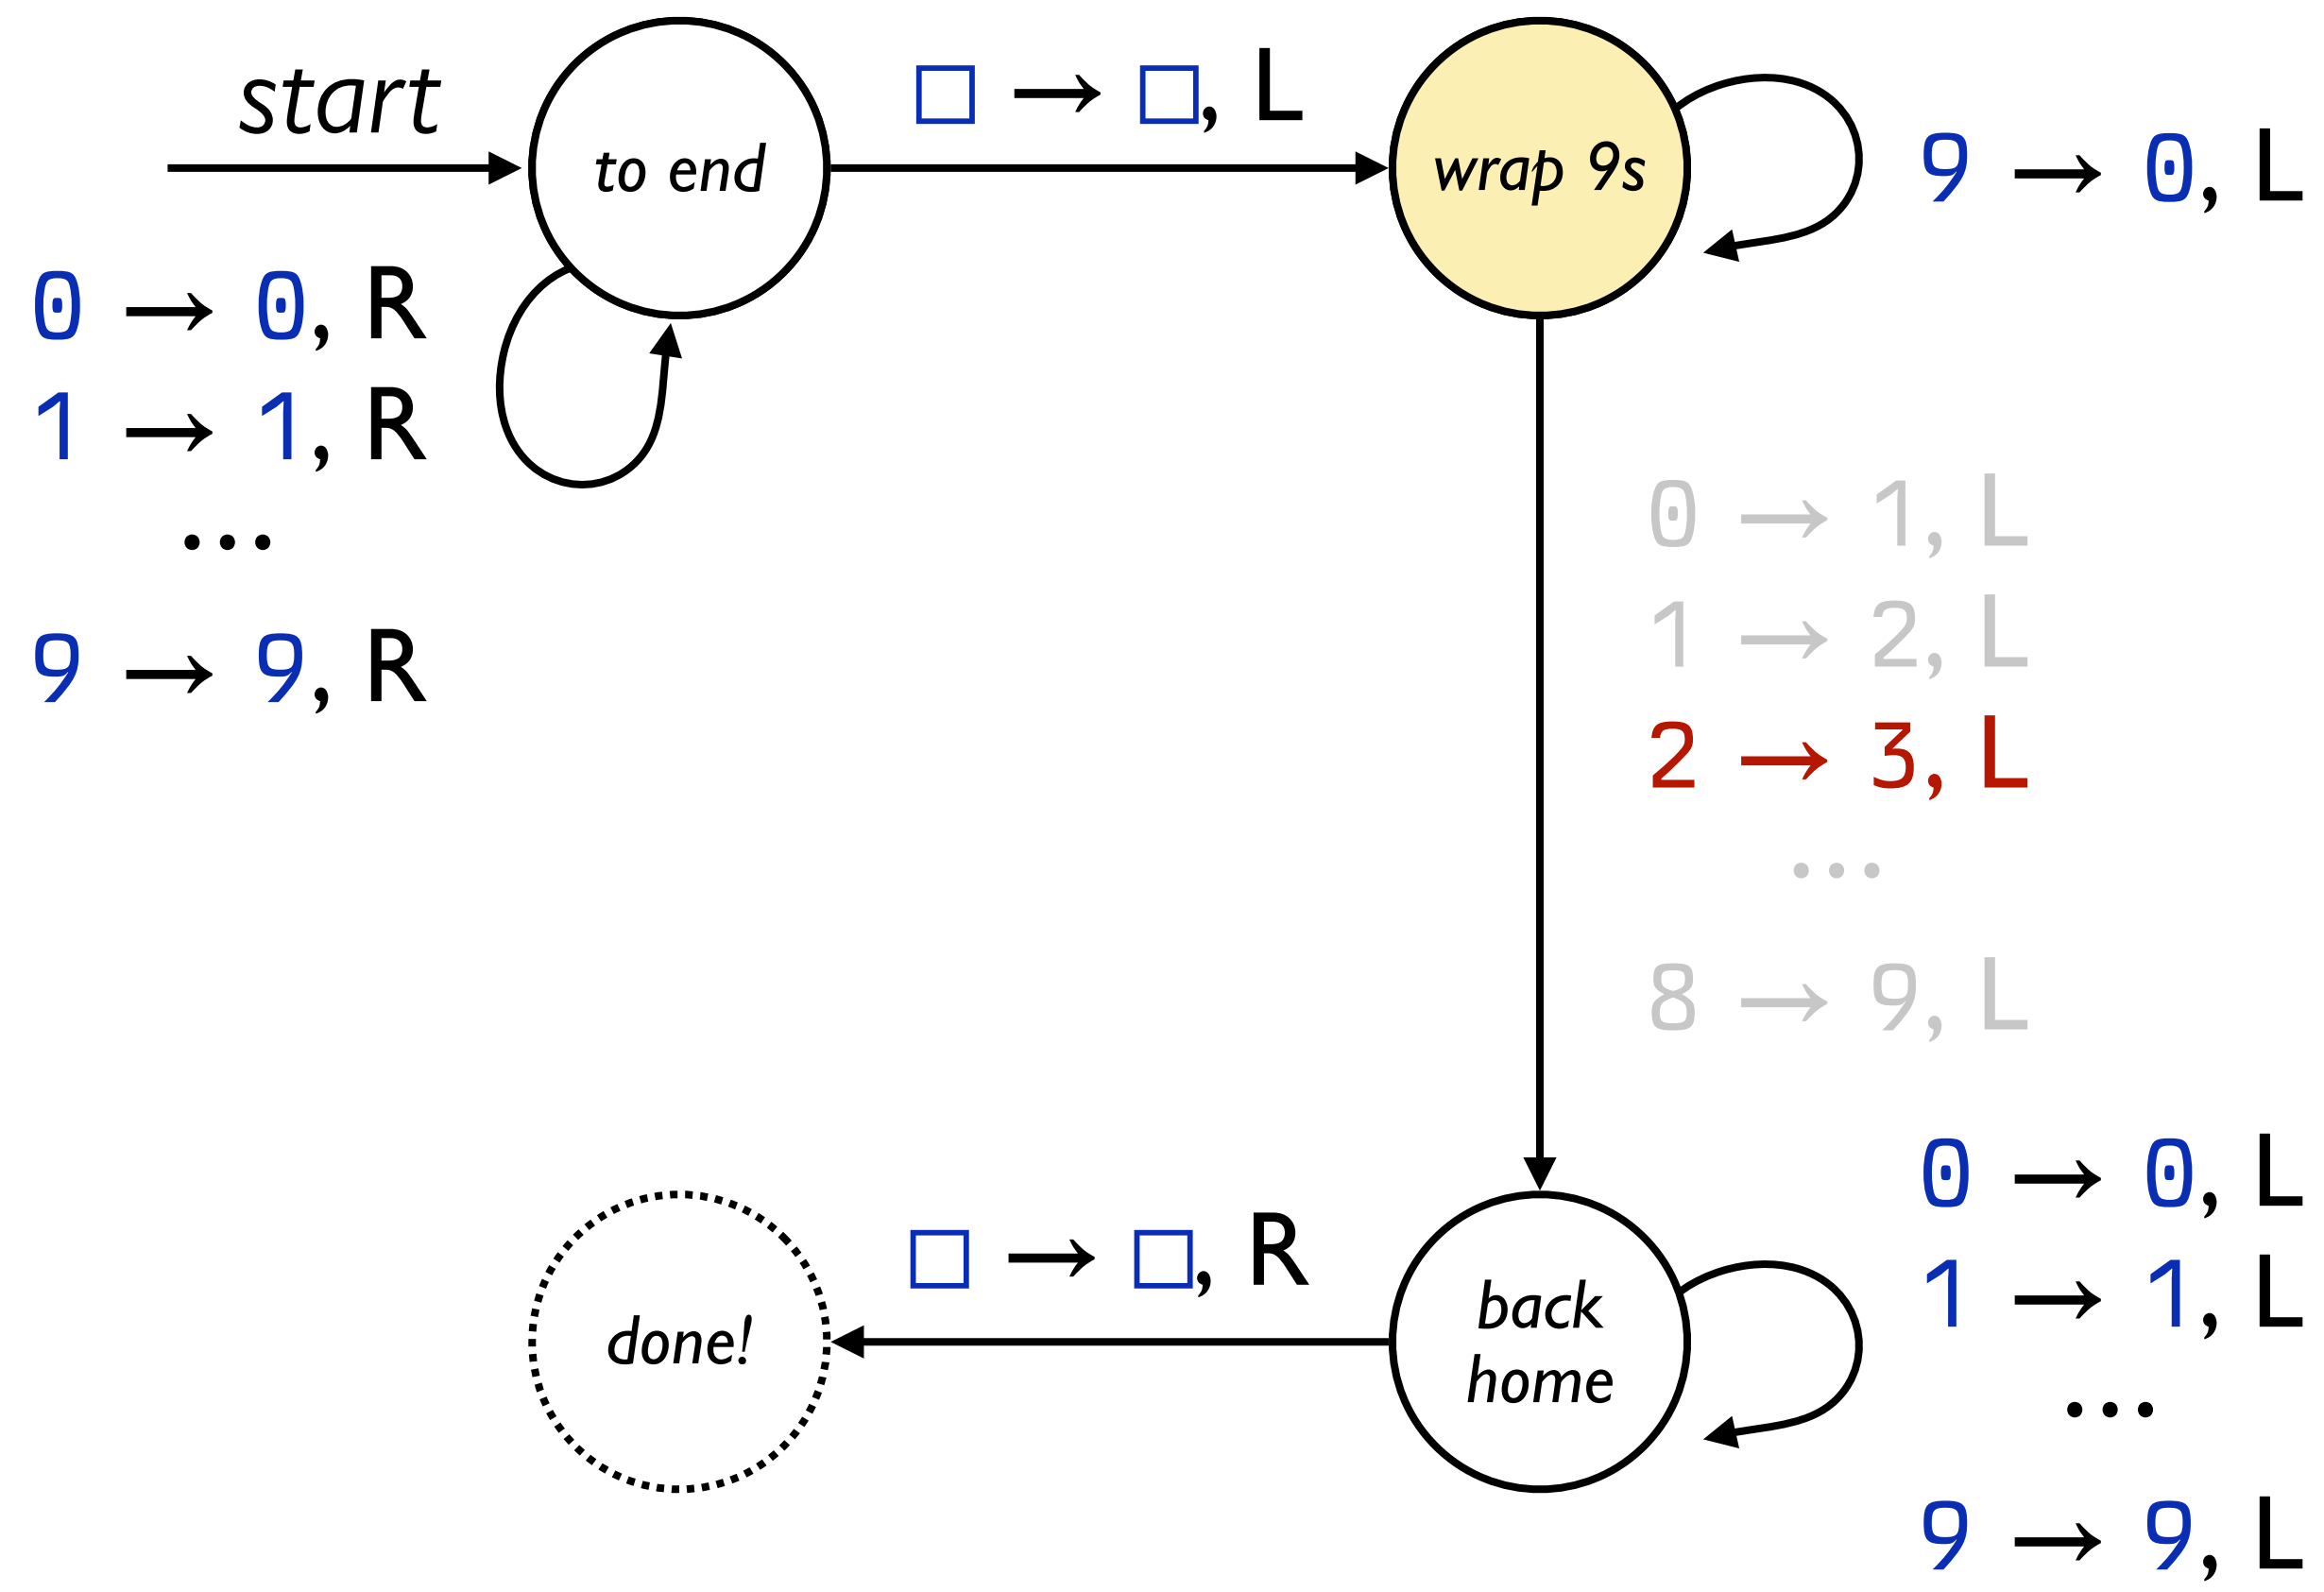 start
to end
□ → □, L
wrap 9s
9 → 0, L
0 → 0, R
1 → 1, R
...
9 → 9, R
0 → 1, L
1 → 2, L
2 → 3, L
...
8 → 9, L
done!
□ → □, R
back
home
0 → 0, L
1 → 1, L
...
9 → 9, L